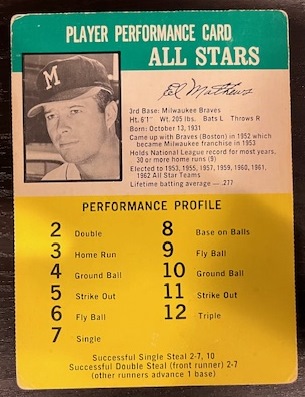 PLAYER PERFORMANCE CARD
ALL STARS
M
Ed Mathews
3rd Base: Milwaukee Braves
Ht. 6'1" Wt. 205 lbs. Bats L Throws R
Born: October 13, 1931
Came up with Braves (Boston) in 1952 which
became Milwaukee franchise in 1953
Holds National League record for most years,
30 or more home runs (9)
Elected to 1953, 1955, 1957, 1959, 1960, 1961,
1962 All Star Teams
Lifetime batting average — .277
PERFORMANCE PROFILE
2 Double
3 Home Run
4 Ground Ball
5 Strike Out
6 Fly Ball
7 Single
8 Base on Balls
9 Fly Ball
10 Ground Ball
11 Strike Out
12 Triple
Successful Single Steal 2-7, 10
Successful Double Steal (front runner) 2-7
(other runners advance 1 base)